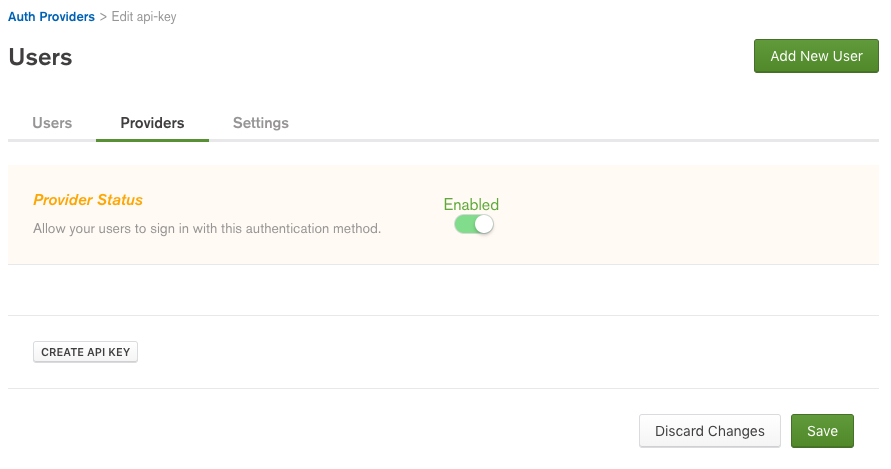 Auth Providers > Edit api-key
Users
Add New User
Users Providers Settings
Provider Status
Enabled
Allow your users to sign in with this authentication method.
CREATE API KEY
Discard Changes Save